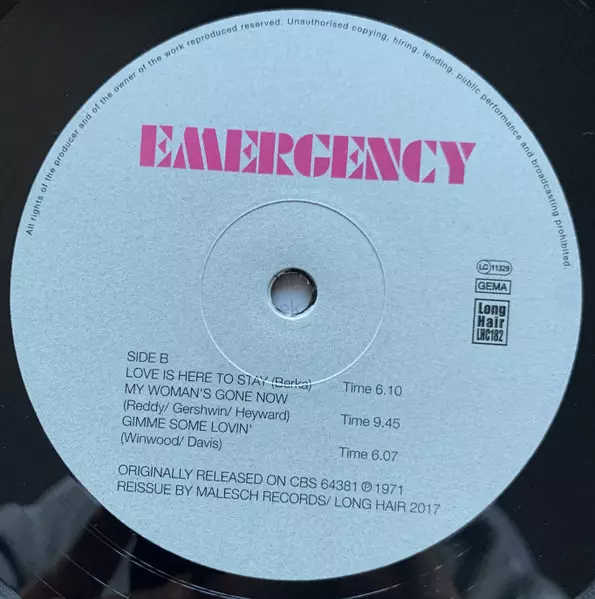 All rights of the producer and of the owner of the work reproduced reserved. Unauthorised copying, hiring, lending, public performance and broadcasting prohibited.
EMERGENCY
LC 11329
GEMA
Long
Hair
LHC182
SIDE B
LOVE IS HERE TO STAY (Berka) Time 6.10
MY WOMAN'S GONE NOW
(Reddy/ Gershwin/ Heyward) Time 9.45
GIMME SOME LOVIN'
(Winwood/ Davis) Time 6.07
ORIGINALLY RELEASED ON CBS 64381 ℗ 1971
REISSUE BY MALESCH RECORDS/ LONG HAIR 2017